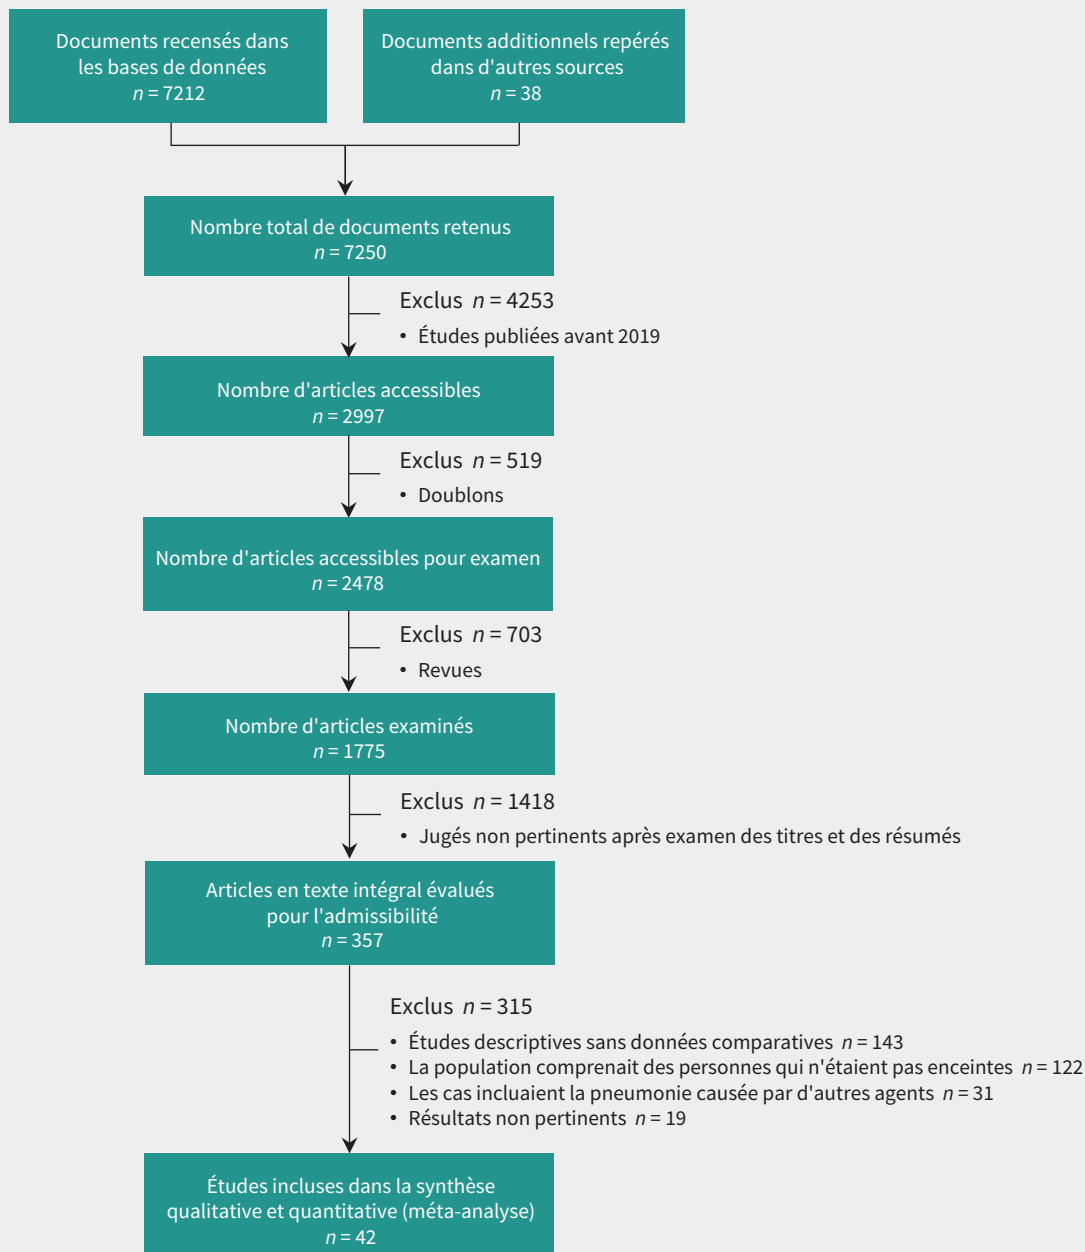 Documents recensés dans
les bases de données
n = 7212
Documents additionnels repérés
dans d'autres sources
n = 38
Nombre total de documents retenus
n = 7250
Exclus n = 4253
• Études publiées avant 2019
Nombre d'articles accessibles
n = 2997
Exclus n = 519
• Doublons
Nombre d'articles accessibles pour examen
n = 2478
Exclus n = 703
• Revues
Nombre d'articles examinés
n = 1775
Exclus n = 1418
• Jugés non pertinents après examen des titres et des résumés
Articles en texte intégral évalués
pour l'admissibilité
n = 357
Exclus n = 315
• Études descriptives sans données comparatives n = 143
• La population comprenait des personnes qui n'étaient pas enceintes n = 122
• Les cas incluaient la pneumonie causée par d'autres agents n = 31
• Résultats non pertinents n = 19
Études incluses dans la synthèse
qualitative et quantitative (méta-analyse)
n = 42